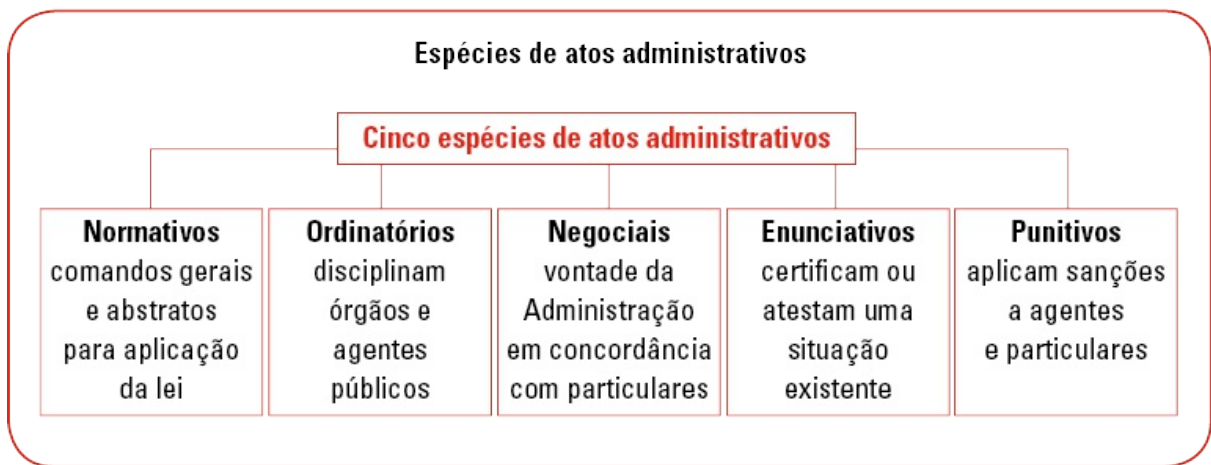 Espécies de atos administrativos
Cinco espécies de atos administrativos
Normativos
comandos gerais
e abstratos
para aplicação
da lei
Ordinatórios
disciplinam
órgãos e
agentes
públicos
Negociais
vontade da
Administração
em concordância
com particulares
Enunciativos
certificam ou
atestam uma
situação
existente
Punitivos
aplicam sanções
a agentes
e particulares